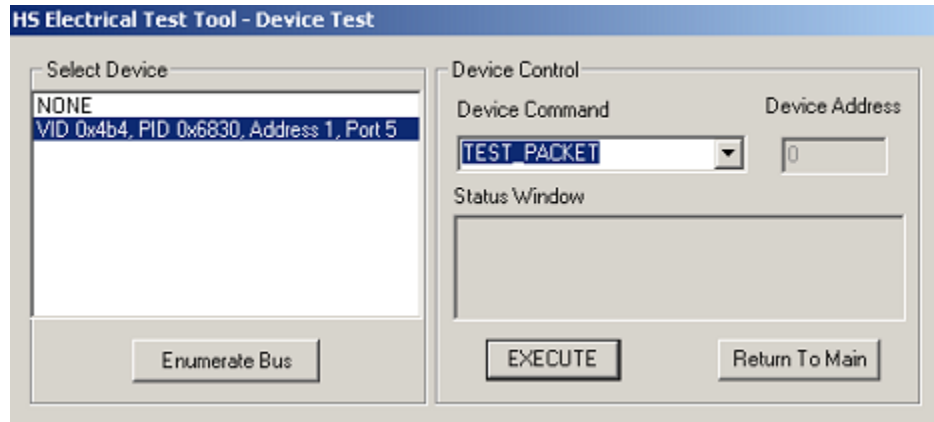 HS Electrical Test Tool - Device Test
Select Device
NONE
VID 0x4b4, PID 0x6830, Address 1, Port 5
Enumerate Bus
Device Control
Device Command
Device Address
TEST_PACKET
0
Status Window
EXECUTE
Return To Main